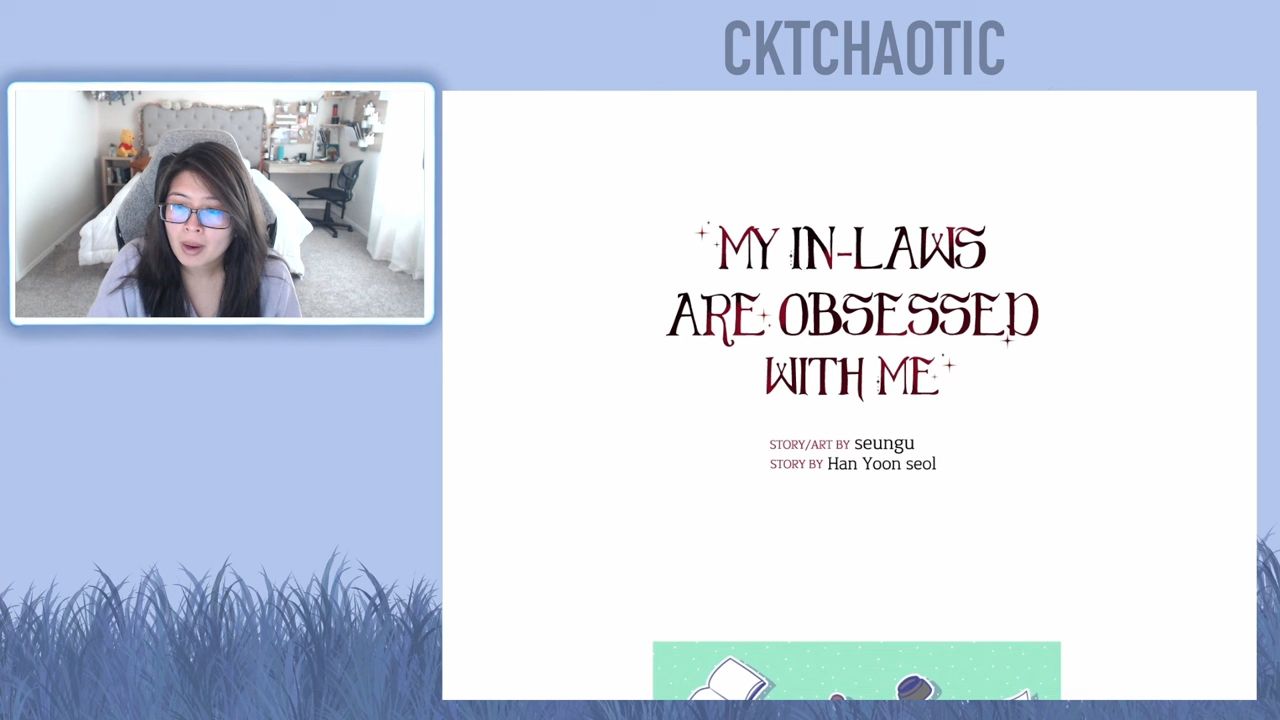 CKTCHAOTIC
MY IN-LAWS
ARE OBSESSED
WITH ME
STORY/ART BY seungu
STORY BY Han Yoon seol